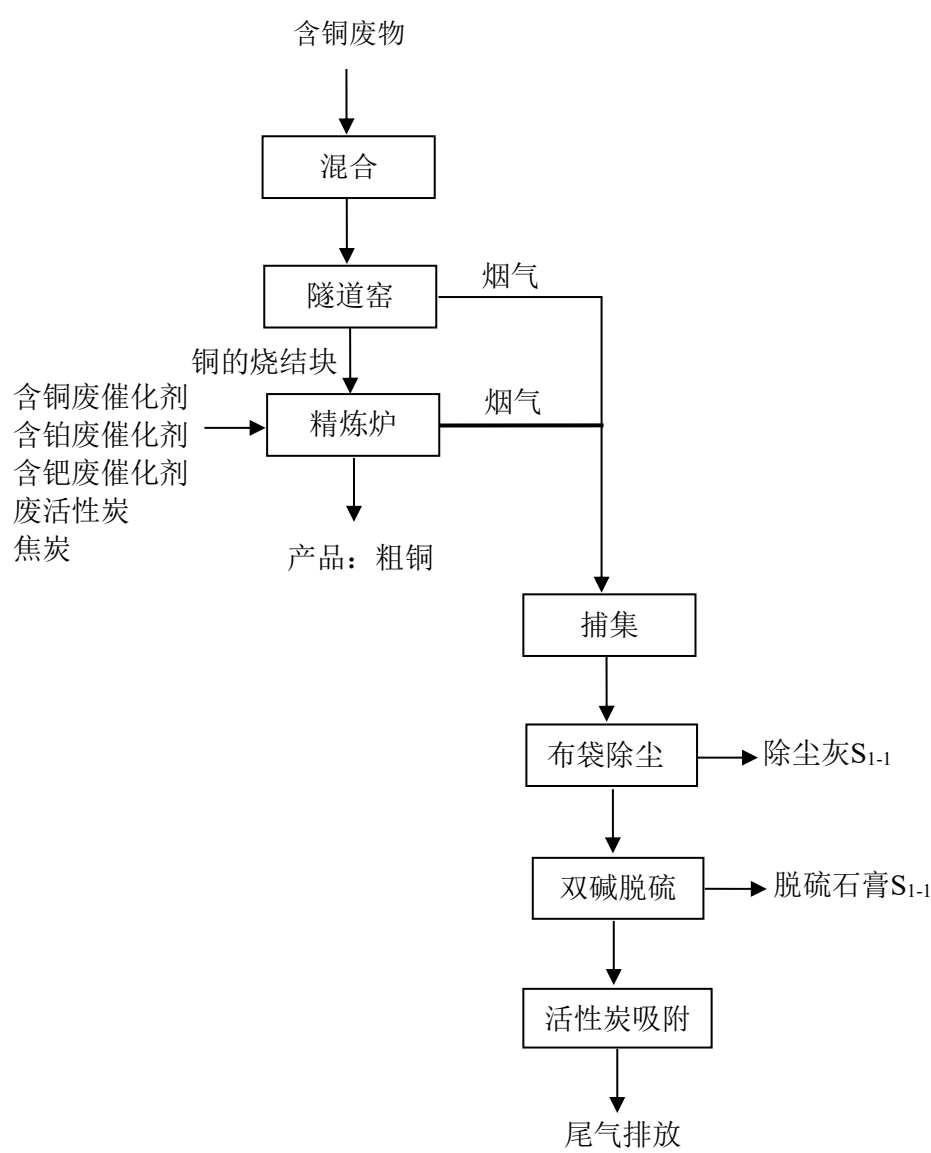 含铜废物
混合
隧道窑
烟气
铜的烧结块
含铜废催化剂
含铂废催化剂
含钯废催化剂
废活性炭
焦炭
精炼炉
烟气
产品：粗铜
捕集
布袋除尘
除尘灰S1-1
双碱脱硫
脱硫石膏S1-1
活性炭吸附
尾气排放